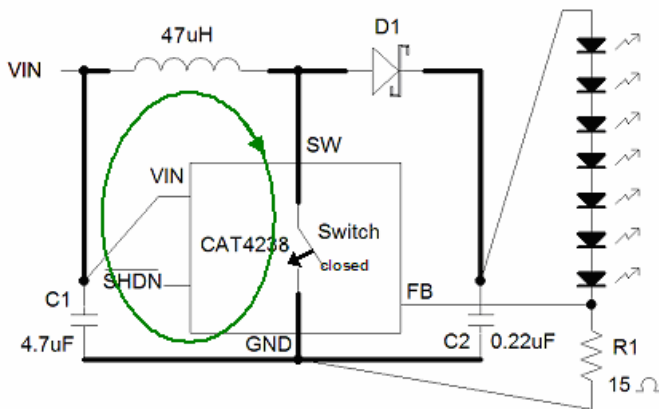 D1
47uH
VIN
SW
VIN
Switch
CAT4238
closed
SHDN
FB
C1
GND
C2
0.22uF
R1
4.7uF
15 Ω